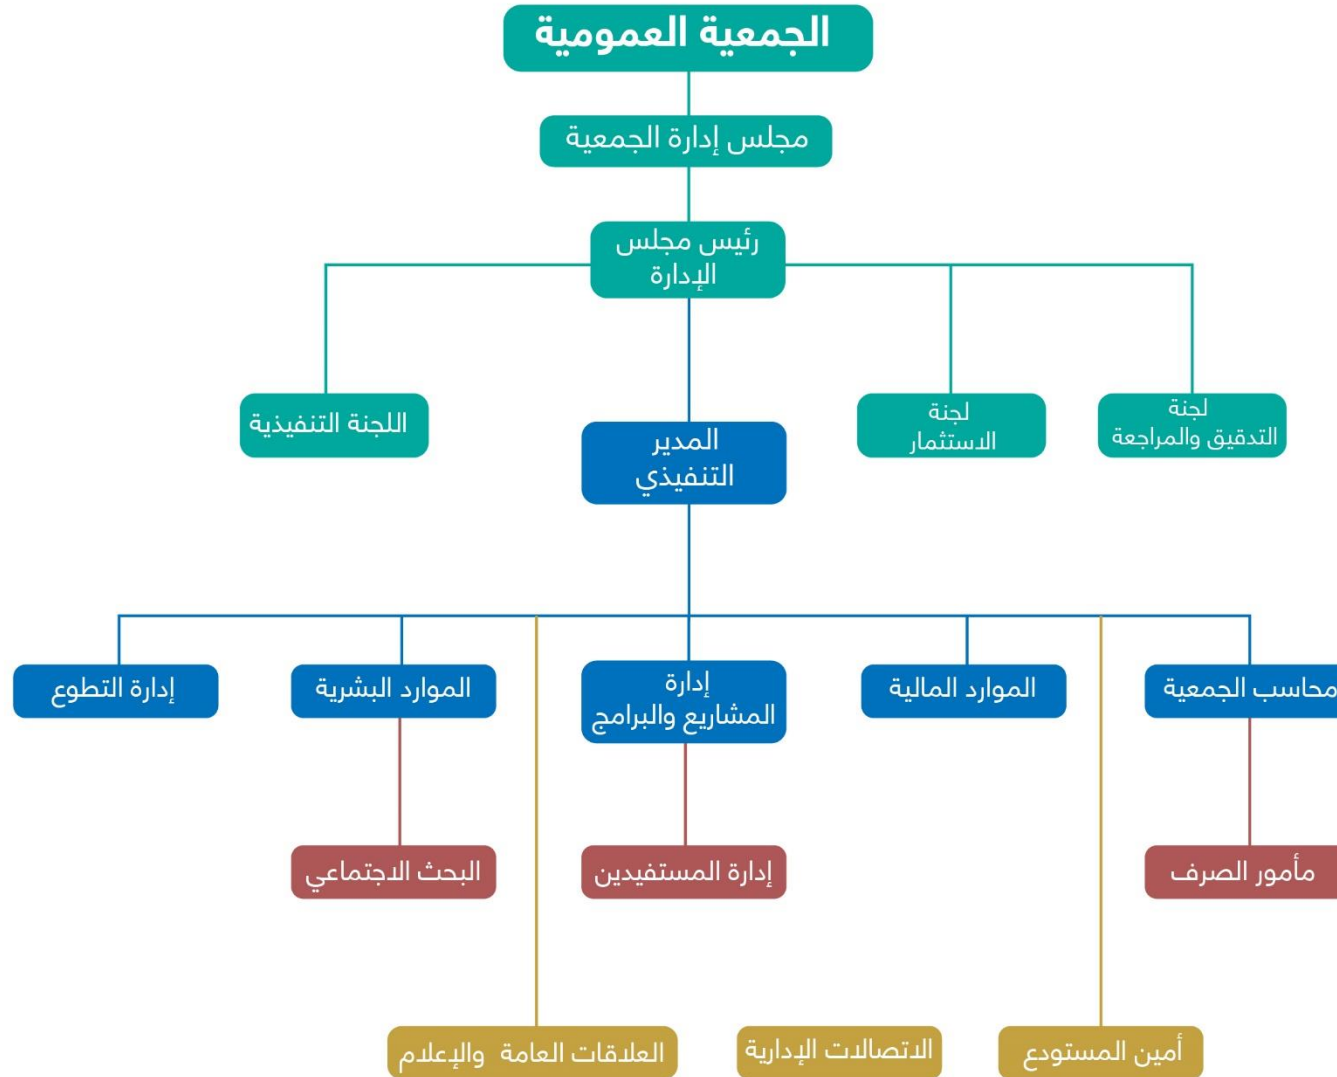 الجمعية العمومية
مجلس إدارة الجمعية
رئيس مجلس
الإدارة
لجنة
التدقيق والمراجعة
لجنة
الاستثمار
اللجنة التنفيذية
المدير
التنفيذي
محاسب الجمعية
الموارد المالية
إدارة
المشاريع والبرامج
الموارد البشرية
إدارة التطوع
مأمور الصرف
إدارة المستفيدين
البحث الاجتماعي
أمين المستودع
الاتصالات الإدارية
العلاقات العامة والإعلام